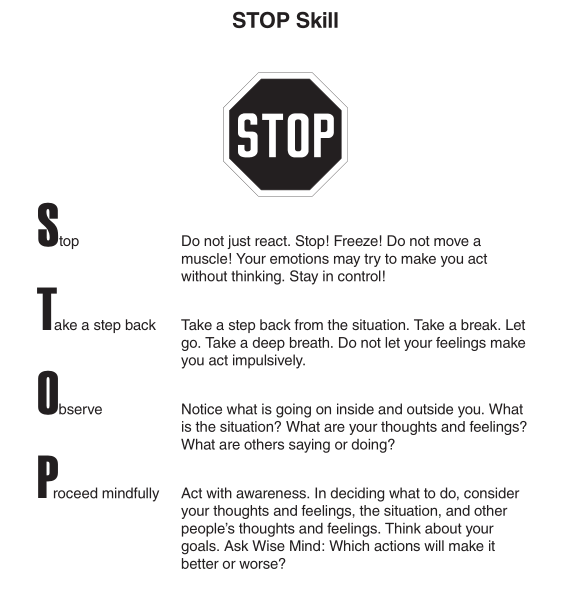 STOP Skill
STOP
Stop
Do not just react. Stop! Freeze! Do not move a
muscle! Your emotions may try to make you act
without thinking. Stay in control!
Take a step back
Take a step back from the situation. Take a break. Let
go. Take a deep breath. Do not let your feelings make
you act impulsively.
Observe
Notice what is going on inside and outside you. What
is the situation? What are your thoughts and feelings?
What are others saying or doing?
Proceed mindfully
Act with awareness. In deciding what to do, consider
your thoughts and feelings, the situation, and other
people’s thoughts and feelings. Think about your
goals. Ask Wise Mind: Which actions will make it
better or worse?